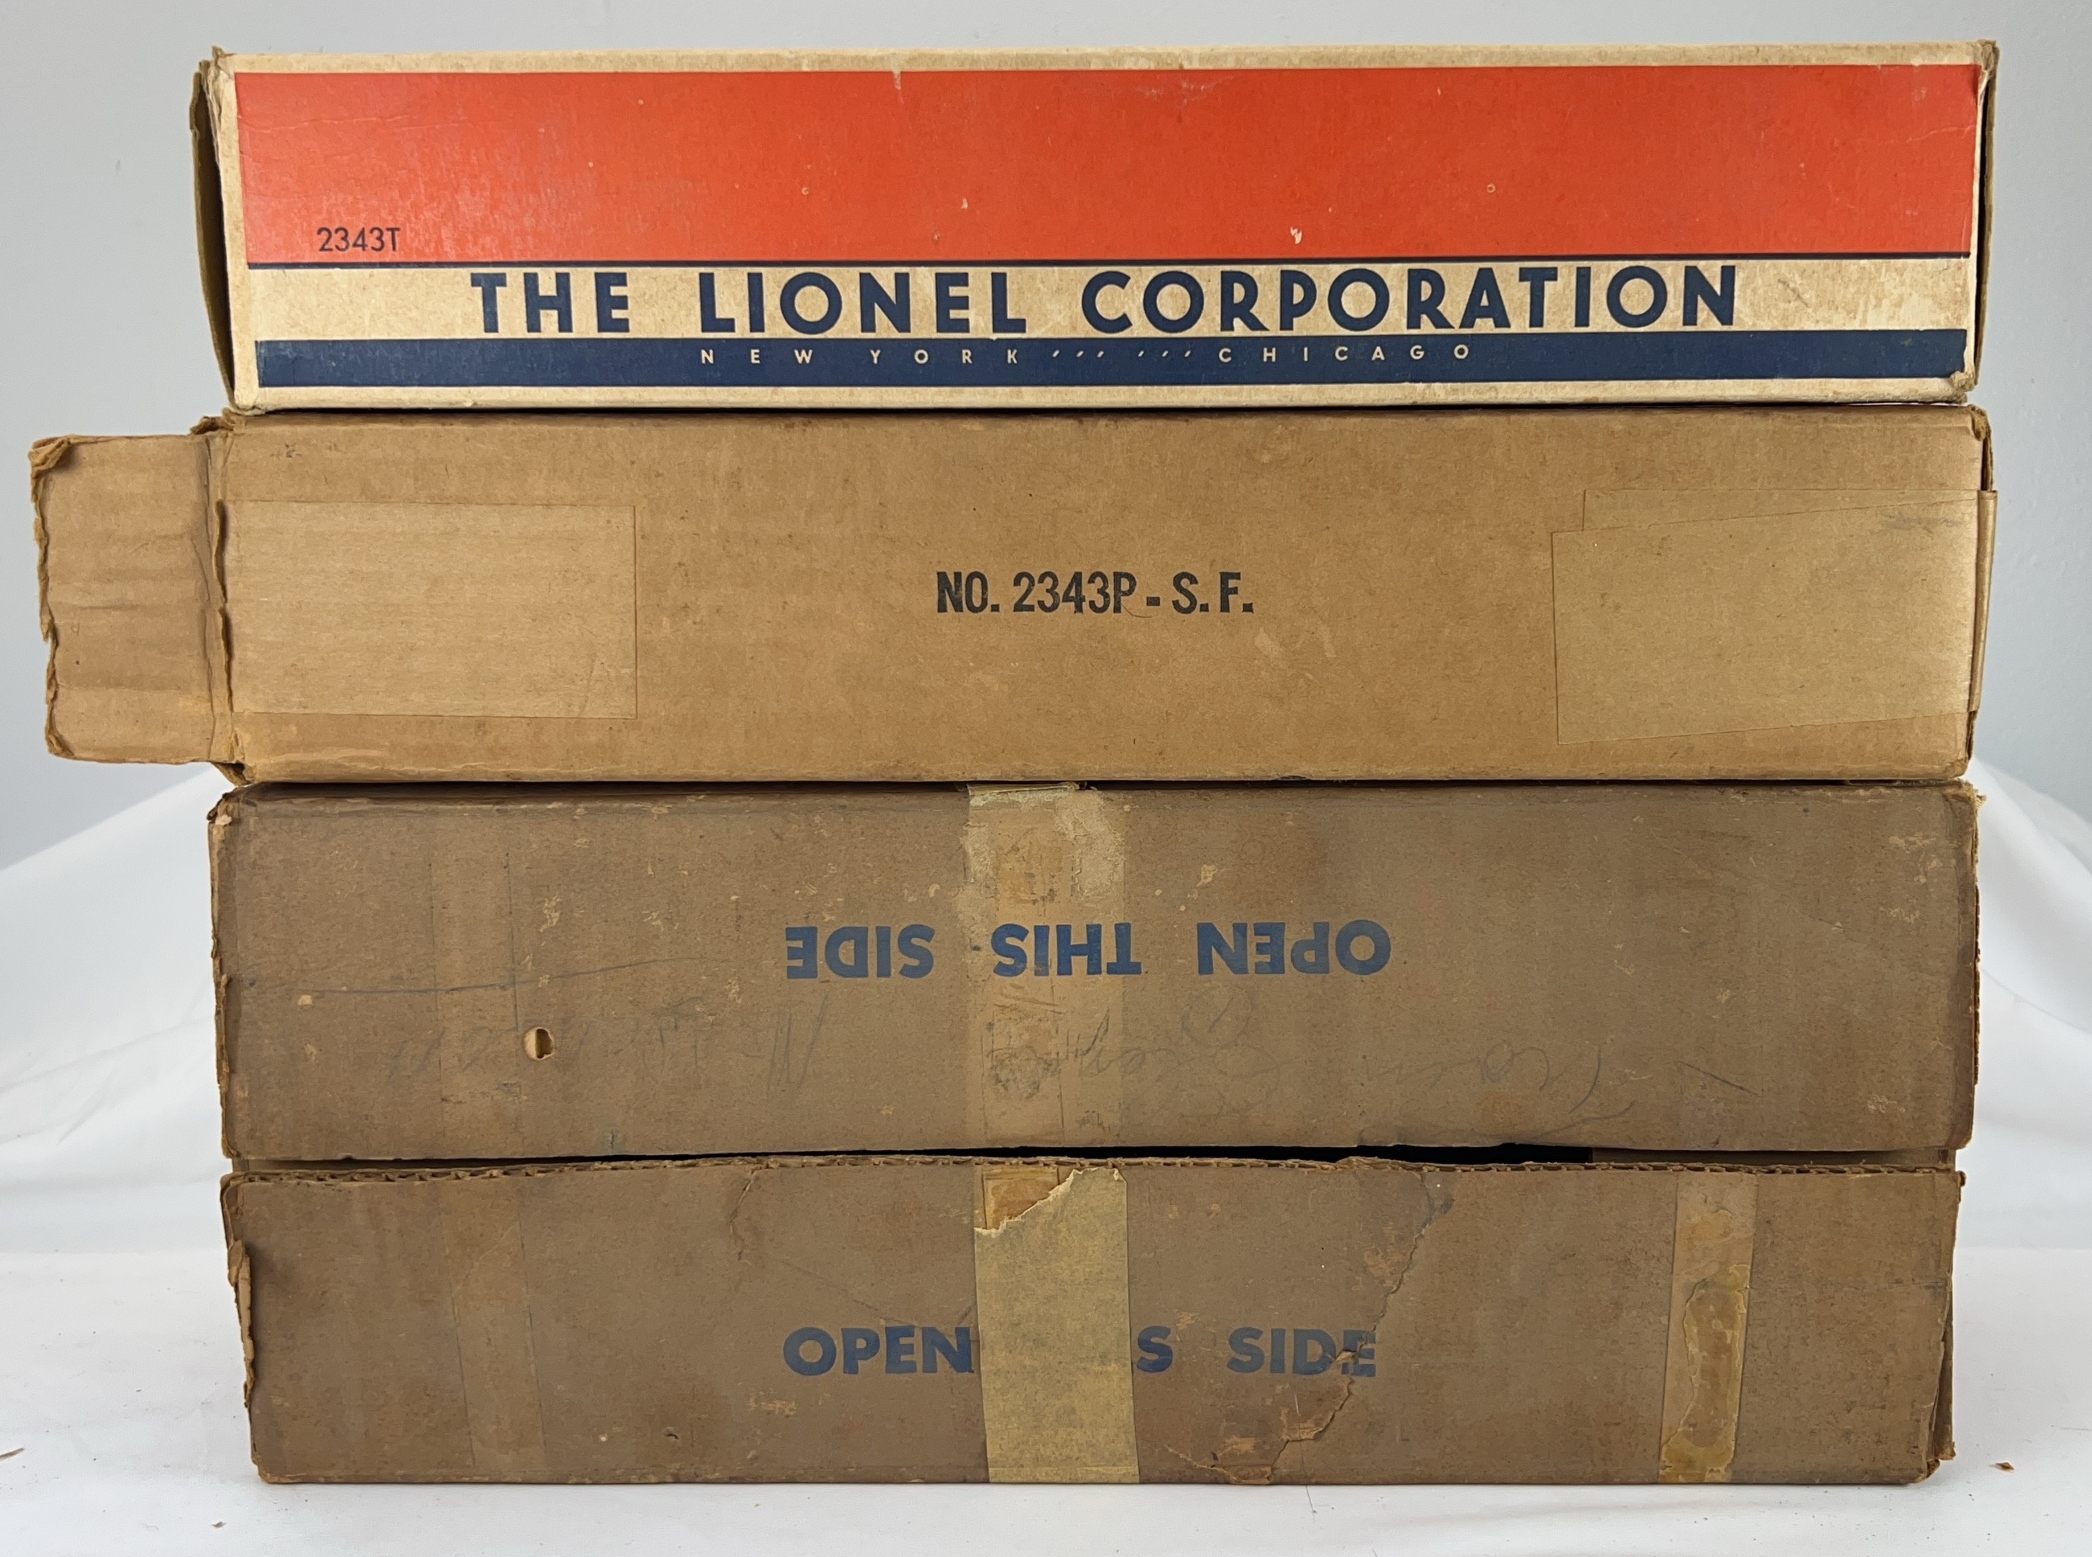 2343T
THE LIONEL CORPORATION
NEW YORK ,,, ,,, CHICAGO
NO. 2343P - S. F.
OPEN THIS SIDE
OPEN S SIDE